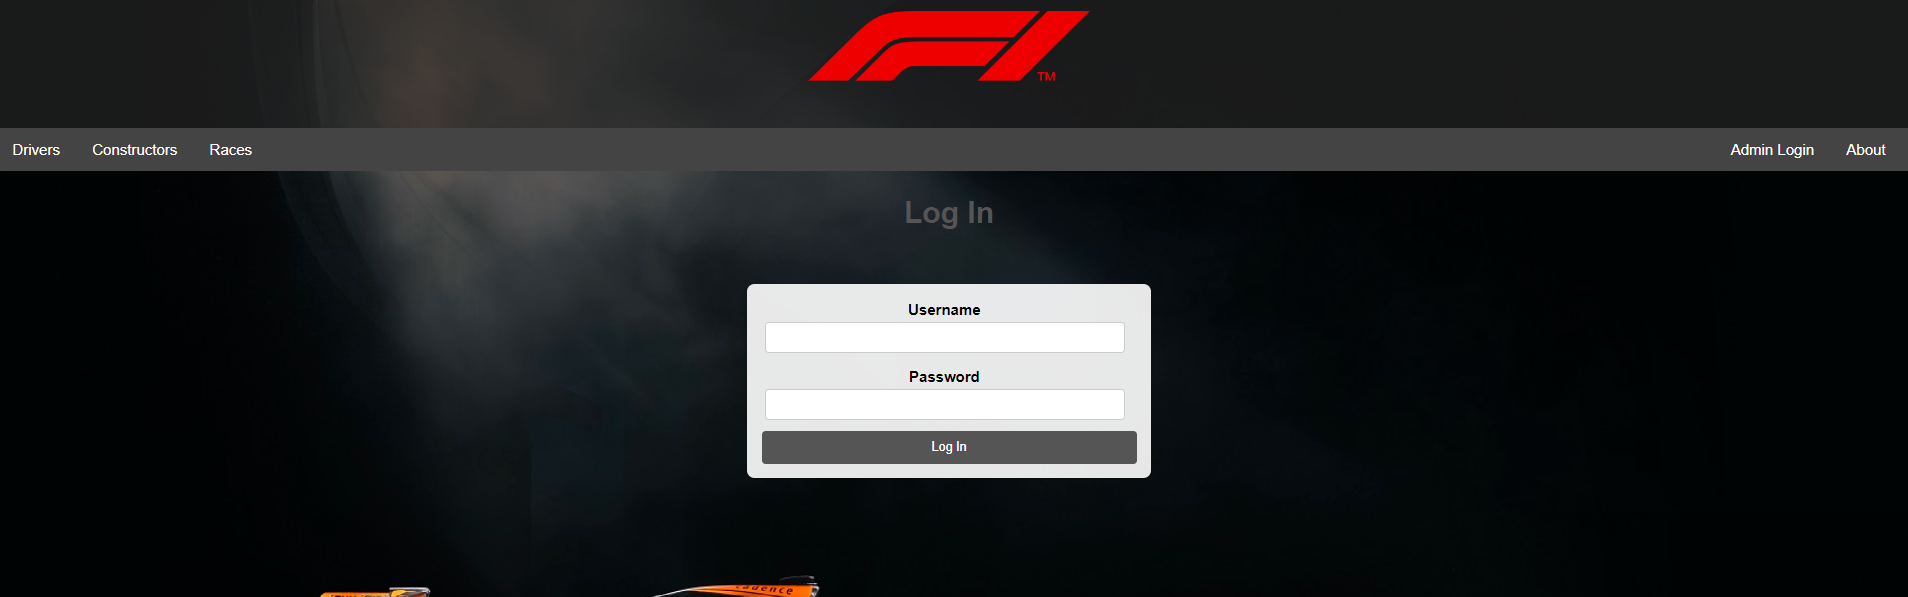 F1
TM
Drivers Constructors Races Admin Login About
Log In
Username
Password
Log In
cadence